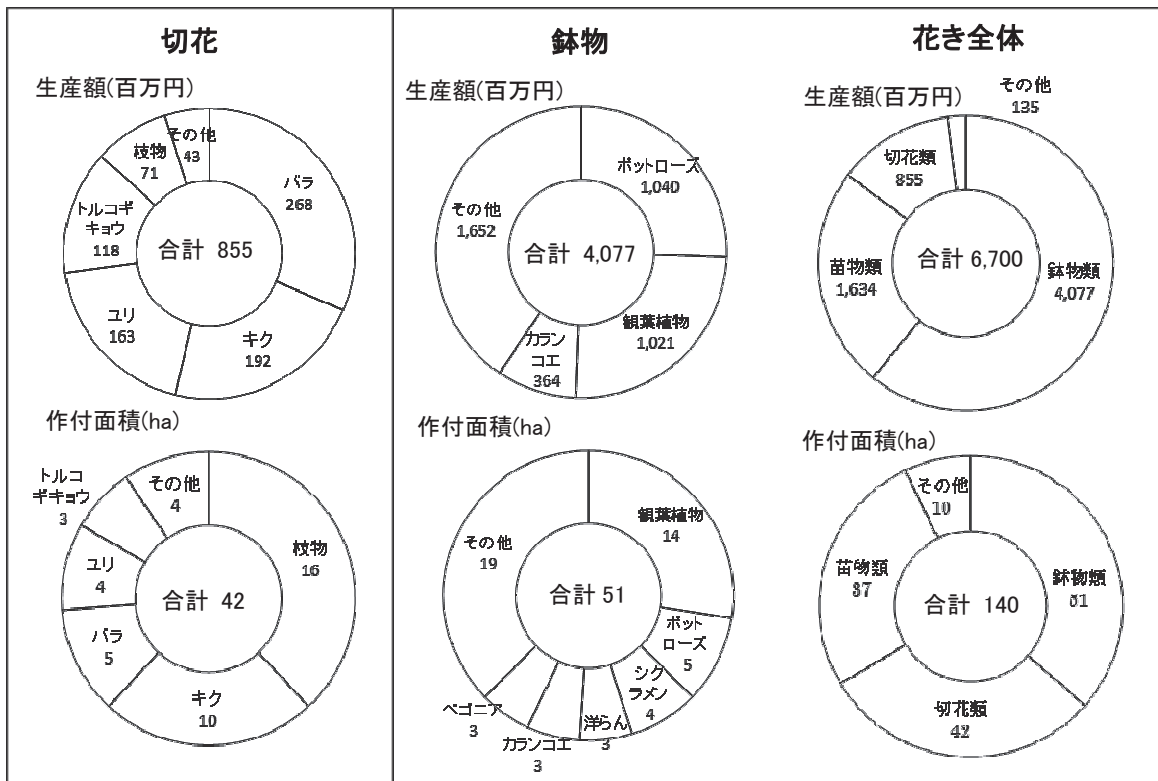 切花
生産額(百万円)
その他
43
枝物
71
バラ
268
トルコギ
キョウ
118
合計 855
ユリ
163
キク
192
作付面積(ha)
トルコ
ギキョウ
3
その他
4
枝物
16
ユリ
4
合計 42
バラ
5
キク
10
鉢物
生産額(百万円)
ポットローズ
1,040
その他
1,652
合計 4,077
観葉植物
1,021
カラン
コエ
364
作付面積(ha)
観葉植物
14
その他
19
合計 51
ポット
ローズ
5
シク
ラメン
4
洋らん
3
カランコエ
3
ベゴニア
3
花き全体
生産額(百万円)
その他
135
切花類
855
苗物類
1,634
合計 6,700
鉢物類
4,077
作付面積(ha)
その他
10
苗物類
37
鉢物類
51
合計 140
切花類
42